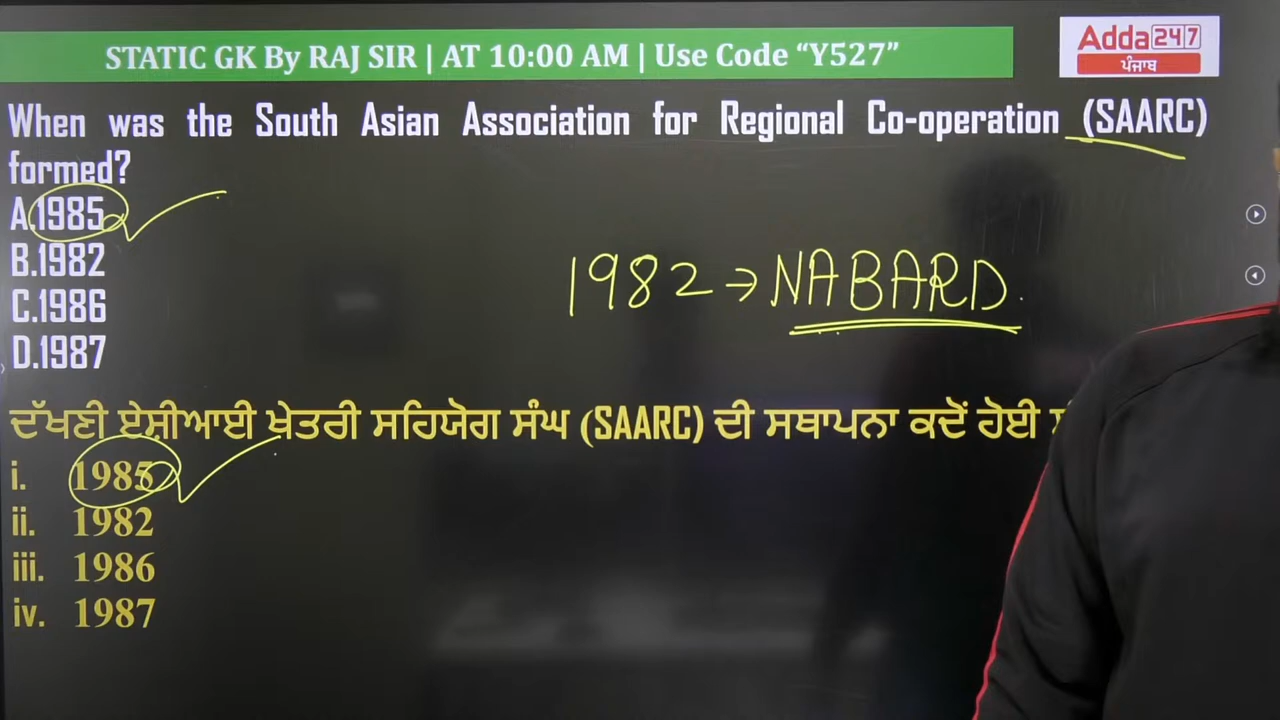 STATIC GK By RAJ SIR | AT 10:00 AM | Use Code “Y527”
Adda247
ਪੰਜਾਬ
When was the South Asian Association for Regional Co-operation (SAARC)
formed?
A.1985
B.1982
1982 → NABARD
C.1986
D.1987
ਦੱਖਣੀ ਏਸ਼ੀਆਈ ਖੇਤਰੀ ਸਹਿਯੋਗ ਸੰਘ (SAARC) ਦੀ ਸਥਾਪਨਾ ਕਦੋਂ ਹੋਈ
i. 1985
ii. 1982
iii. 1986
iv. 1987